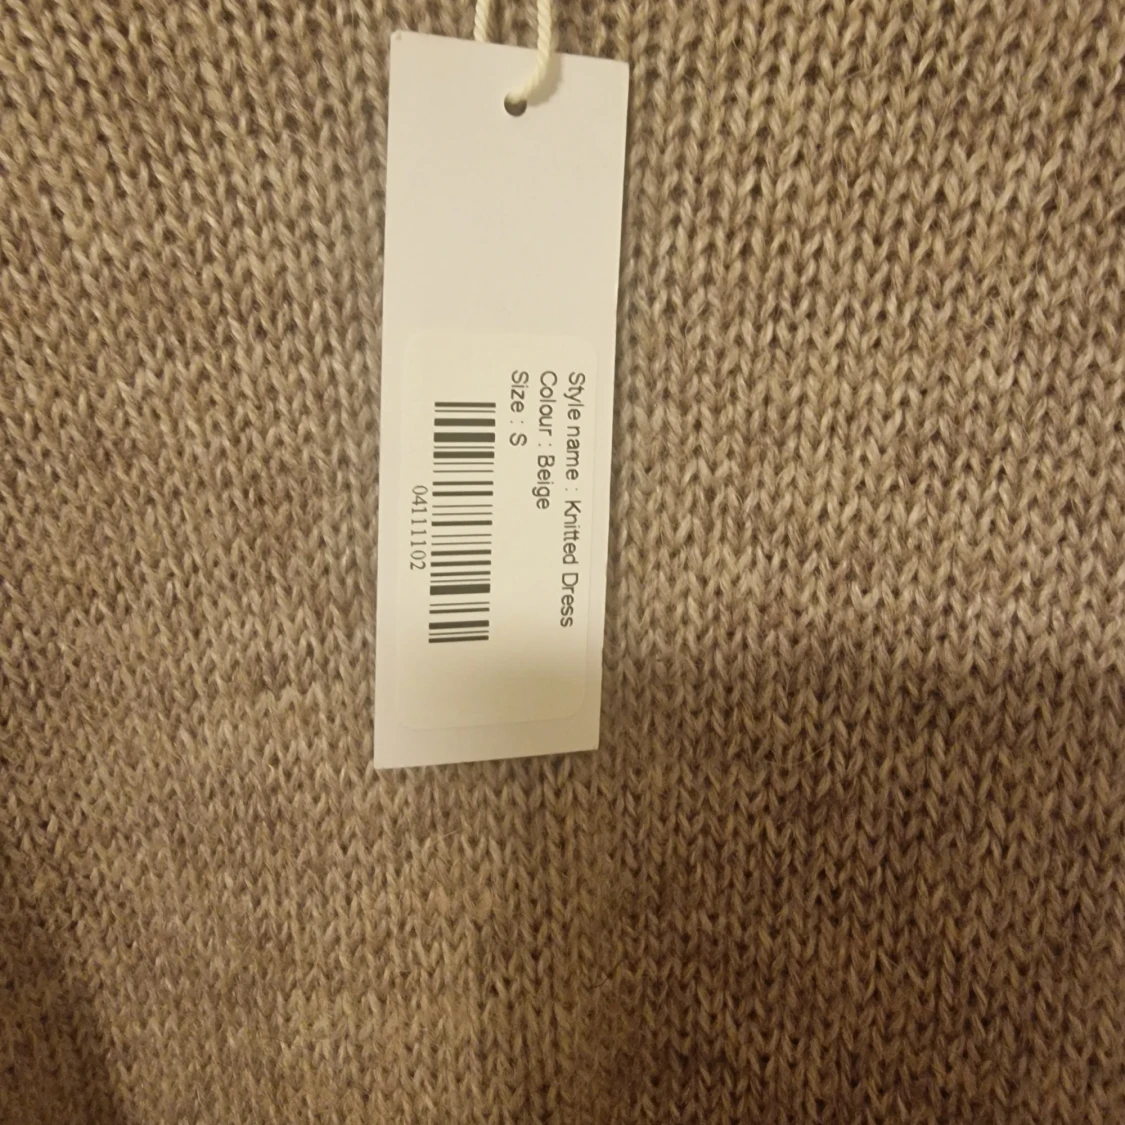 Style name : Knitted Dress
Colour : Beige
Size : S
04111102